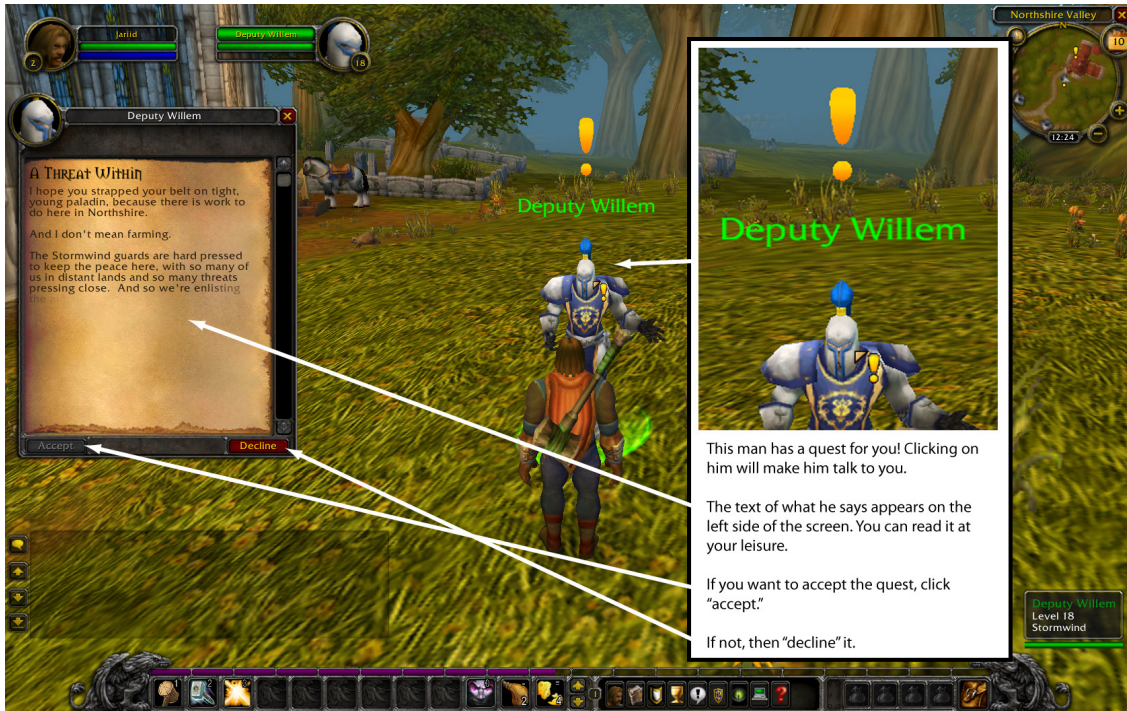 Jarlid
2
Deputy Willem
18
Northshire Valley
N
10
12:24
Deputy Willem
A Threat Within
I hope you strapped your belt on tight,
young paladin, because there is work to
do here in Northshire.
And I don't mean farming.
The Stormwind guards are hard pressed
to keep the peace here, with so many of
us in distant lands and so many threats
pressing close.  And so we're enlisting
the
Accept
Decline
Deputy Willem
Deputy Willem
This man has a quest for you! Clicking on
him will make him talk to you.
The text of what he says appears on the
left side of the screen. You can read it at
your leisure.
If you want to accept the quest, click
“accept.”
If not, then “decline” it.
Deputy Willem
Level 18
Stormwind
1
2
3
2
4
1